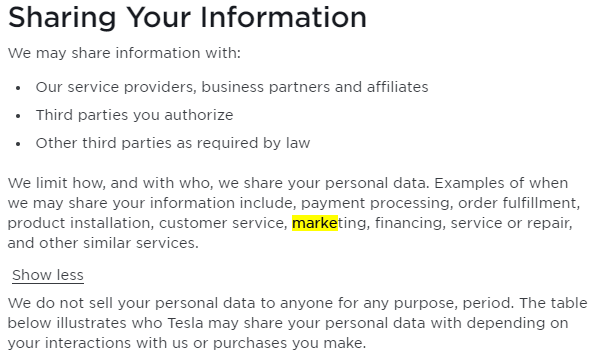 Sharing Your Information
We may share information with:
• Our service providers, business partners and affiliates
• Third parties you authorize
• Other third parties as required by law
We limit how, and with who, we share your personal data. Examples of when
we may share your information include, payment processing, order fulfillment,
product installation, customer service, marketing, financing, service or repair,
and other similar services.
Show less
We do not sell your personal data to anyone for any purpose, period. The table
below illustrates who Tesla may share your personal data with depending on
your interactions with us or purchases you make.